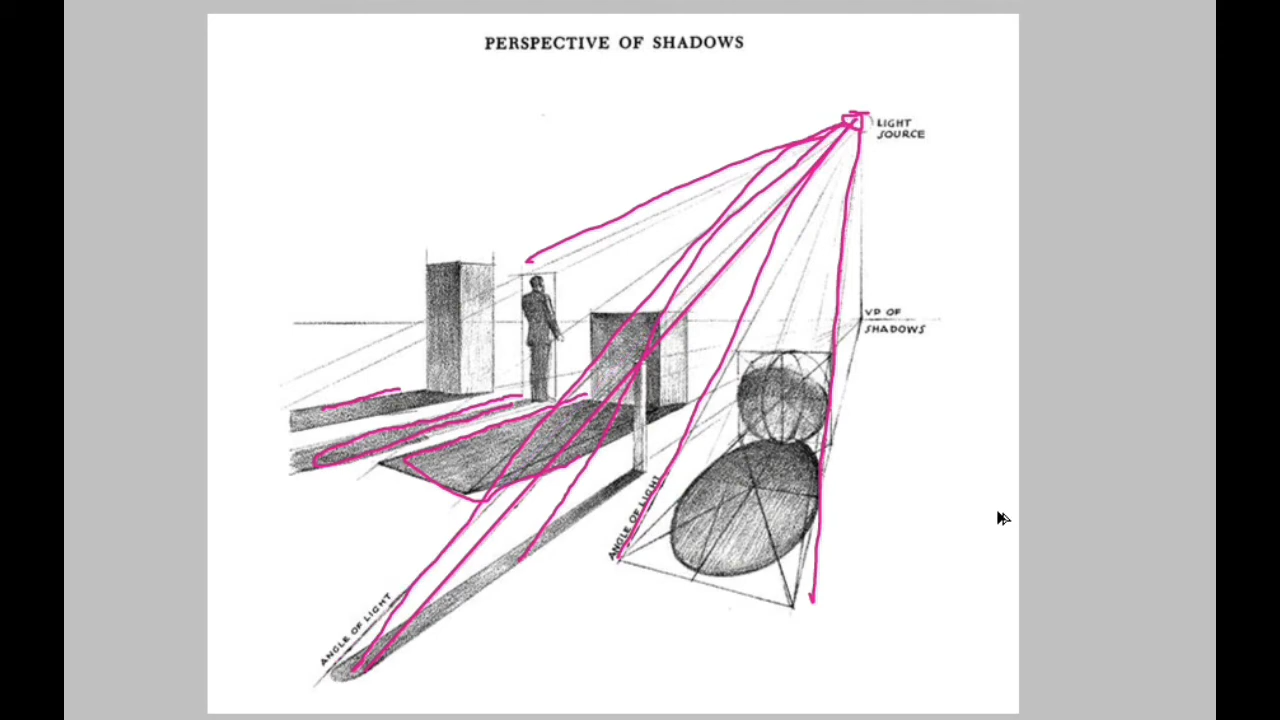 PERSPECTIVE OF SHADOWS
LIGHT
SOURCE
VP OF
SHADOWS
ANGLE OF LIGHT
ANGLE OF LIGHT